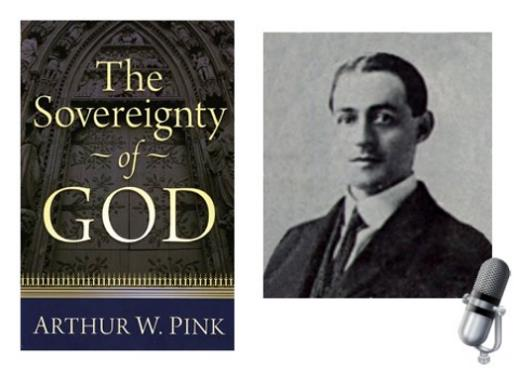 The
Sovereignty
~ of ~
GOD
ARTHUR W. PINK